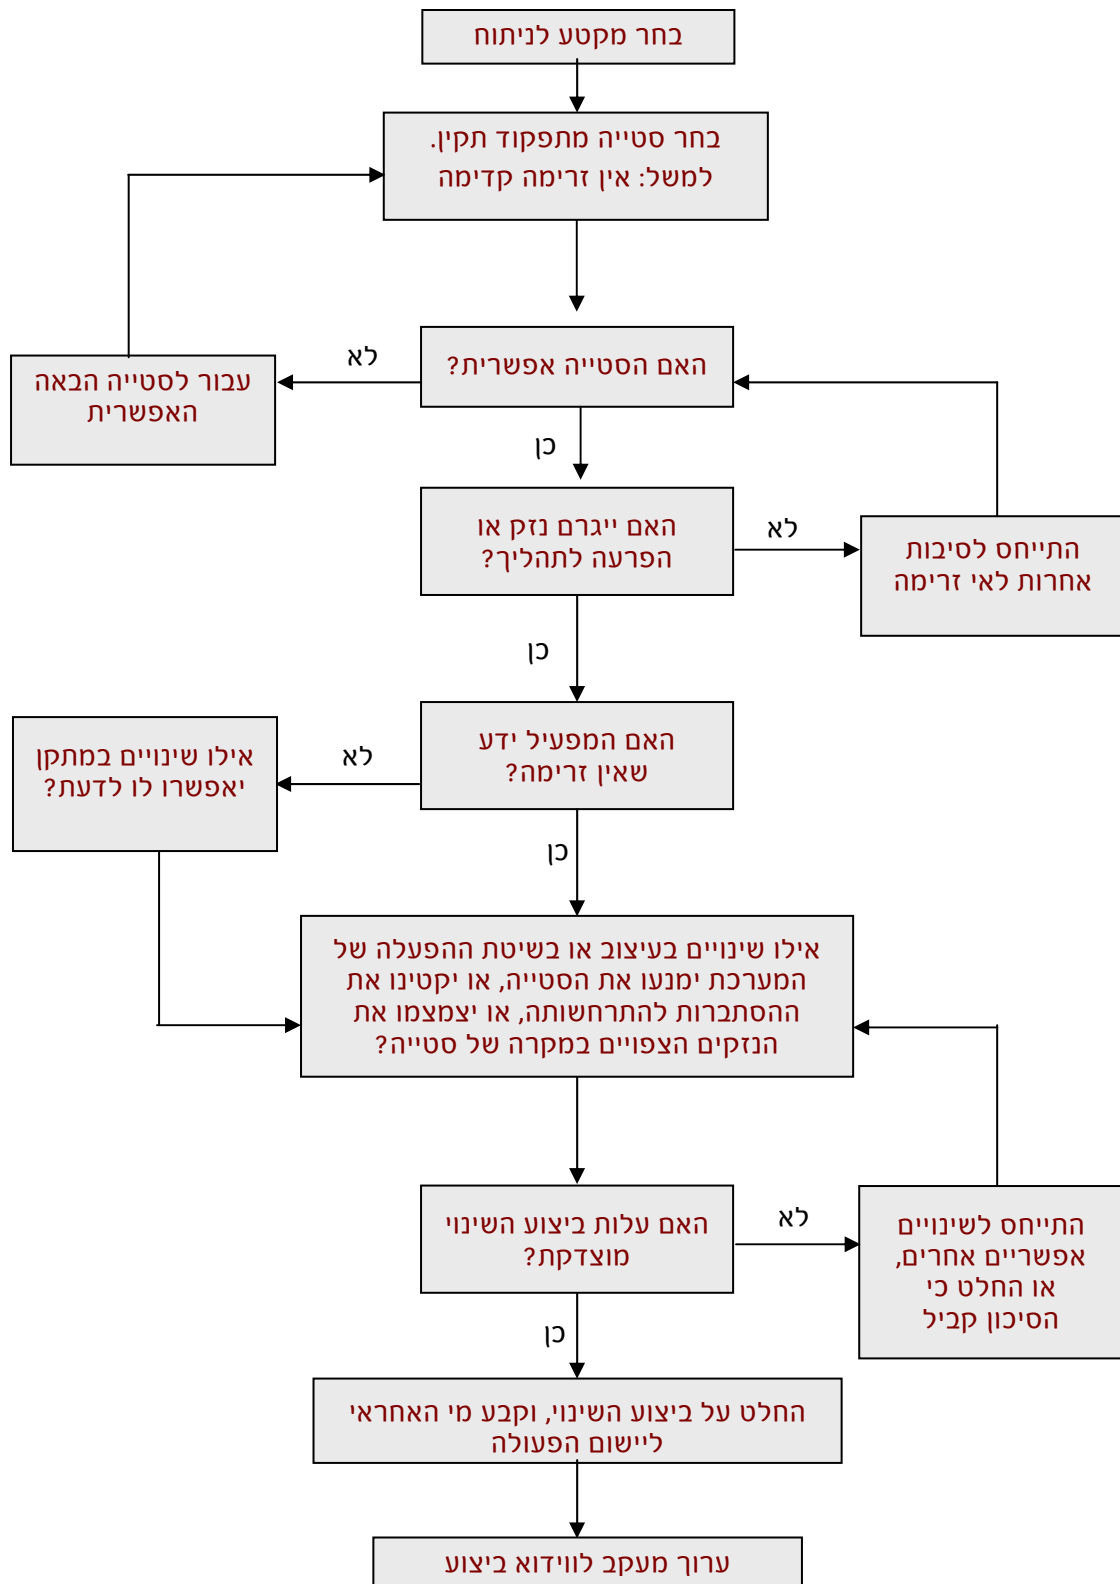 בחר מקטע לניתוח
בחר סטייה מתפקוד תקין.
למשל: אין זרימה קדימה
האם הסטייה אפשרית?
לא
עבור לסטייה הבאה
האפשרית
כן
האם ייגרם נזק או
הפרעה לתהליך?
לא
התייחס לסיבות
אחרות לאי זרימה
כן
האם המפעיל ידע
שאין זרימה?
לא
אילו שינויים במתקן
יאפשרו לו לדעת?
כן
אילו שינויים בעיצוב או בשיטת ההפעלה של
המערכת ימנעו את הסטייה, או יקטינו את
ההסתברות להתרחשותה, או יצמצמו את
הנזקים הצפויים במקרה של סטייה?
האם עלות ביצוע השינוי
מוצדקת?
לא
התייחס לשינויים
אפשריים אחרים,
או החלט כי
הסיכון קביל
כן
החלט על ביצוע השינוי, וקבע מי האחראי
ליישום הפעולה
ערוך מעקב לווידוא ביצוע